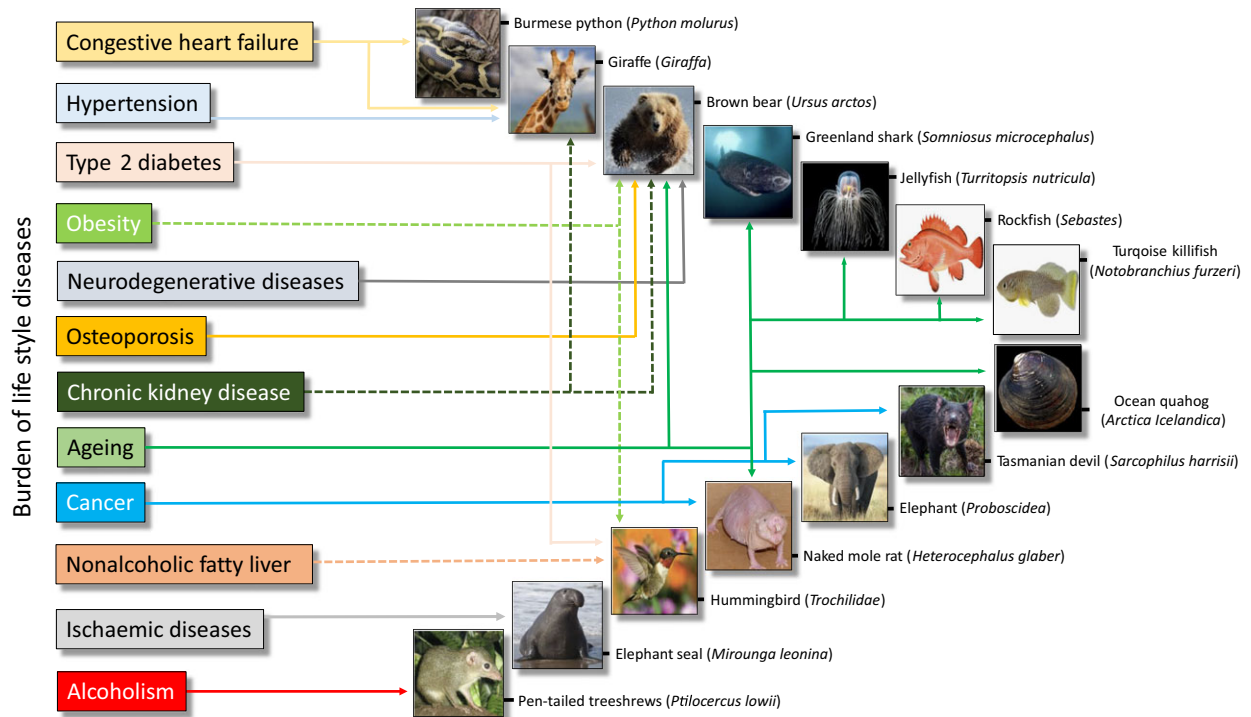 Burden of life style diseases
Congestive heart failure
Hypertension
Type 2 diabetes
Obesity
Neurodegenerative diseases
Osteoporosis
Chronic kidney disease
Ageing
Cancer
Nonalcoholic fatty liver
Ischaemic diseases
Alcoholism
Burmese python (Python molurus)
Giraffe (Giraffa)
Brown bear (Ursus arctos)
Greenland shark (Somniosus microcephalus)
Jellyfish (Turritopsis nutricula)
Rockfish (Sebastes)
Turqoise killifish
(Notobranchius furzeri)
Ocean quahog
(Arctica Icelandica)
Tasmanian devil (Sarcophilus harrisii)
Elephant (Proboscidea)
Naked mole rat (Heterocephalus glaber)
Hummingbird (Trochilidae)
Elephant seal (Mirounga leonina)
Pen-tailed treeshrews (Ptilocercus lowii)